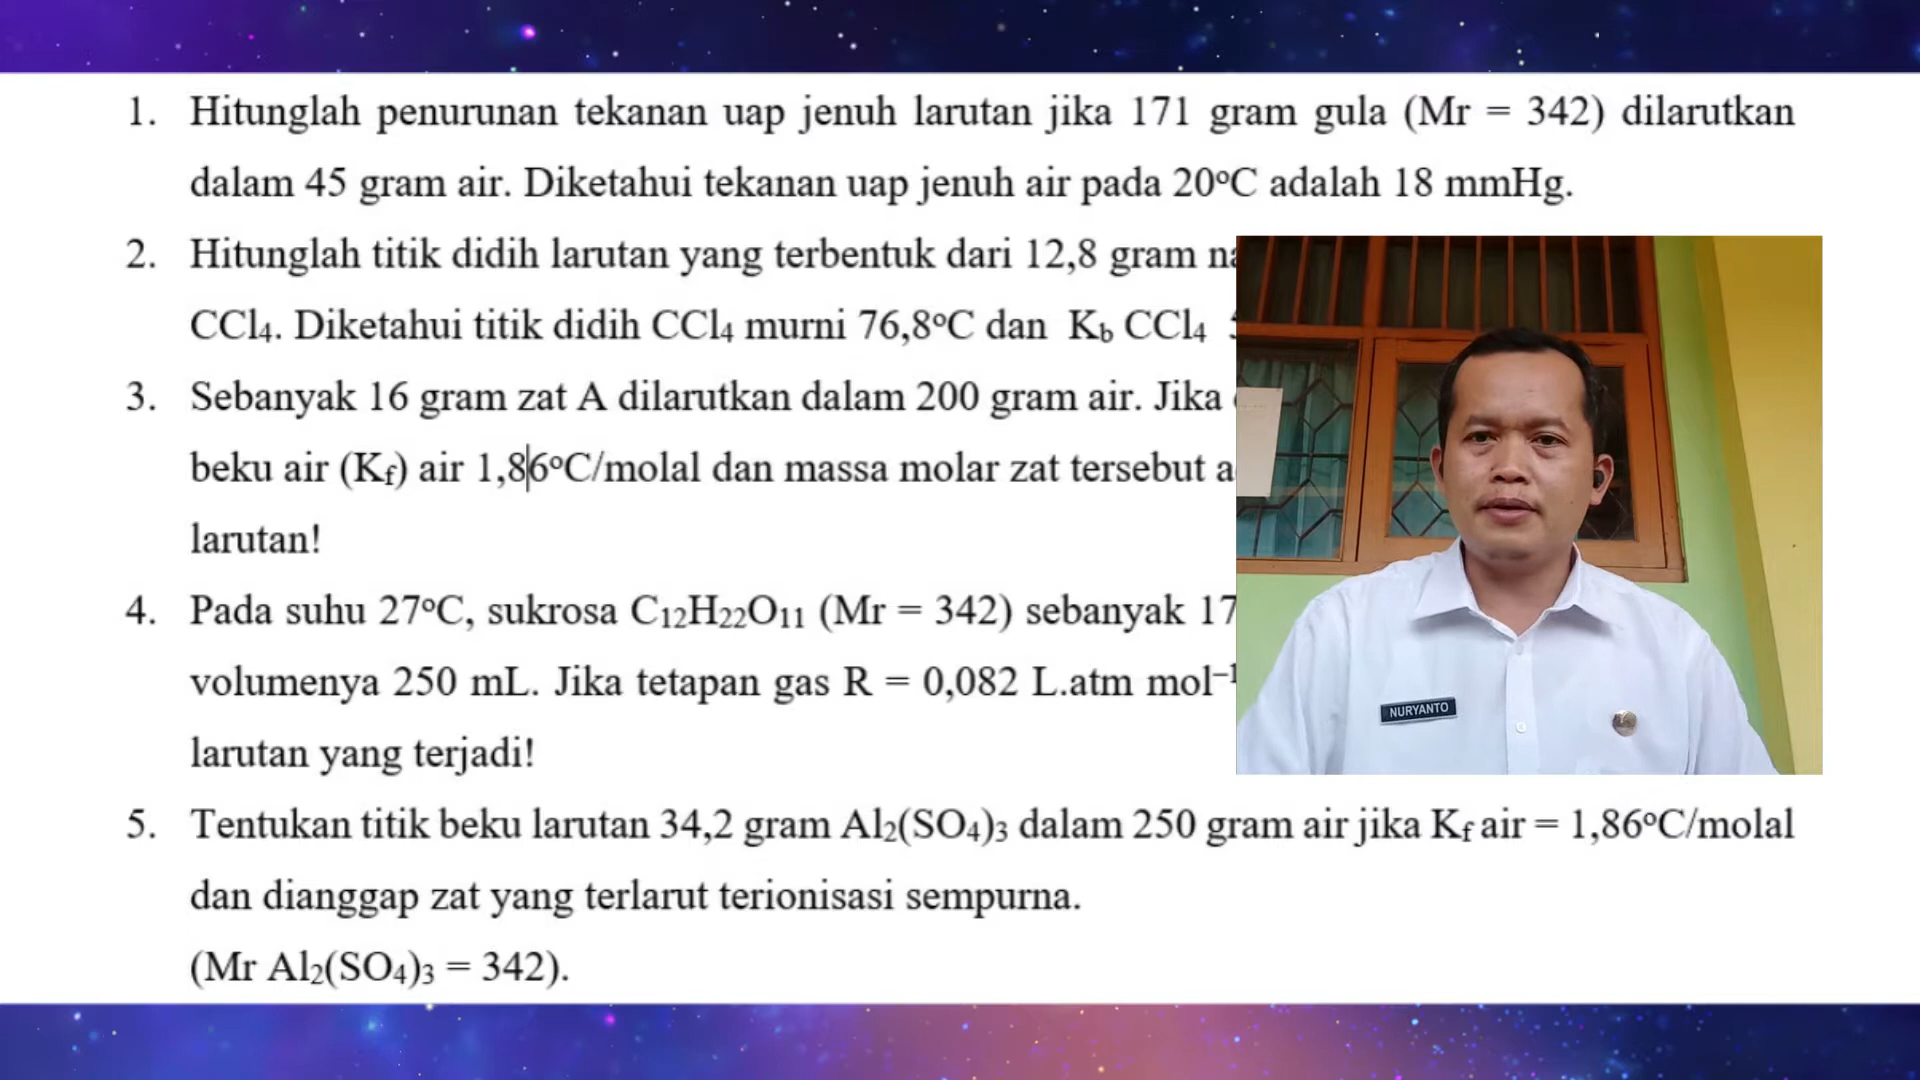 1. Hitunglah penurunan tekanan uap jenuh larutan jika 171 gram gula (Mr = 342) dilarutkan
dalam 45 gram air. Diketahui tekanan uap jenuh air pada 20°C adalah 18 mmHg.
2. Hitunglah titik didih larutan yang terbentuk dari 12,8 gram
CCl₄. Diketahui titik didih CCl₄ murni 76,8°C dan K_b CCl₄
3. Sebanyak 16 gram zat A dilarutkan dalam 200 gram air. Jika
beku air (K_f) air 1,86°C/molal dan massa molar zat tersebut
larutan!
4. Pada suhu 27°C, sukrosa C₁₂H₂₂O₁₁ (Mr = 342) sebanyak
volumenya 250 mL. Jika tetapan gas R = 0,082 L.atm mol⁻¹
larutan yang terjadi!
NURYANTO
5. Tentukan titik beku larutan 34,2 gram Al₂(SO₄)₃ dalam 250 gram air jika K_f air = 1,86°C/molal
dan dianggap zat yang terlarut terionisasi sempurna.
(Mr Al₂(SO₄)₃ = 342).